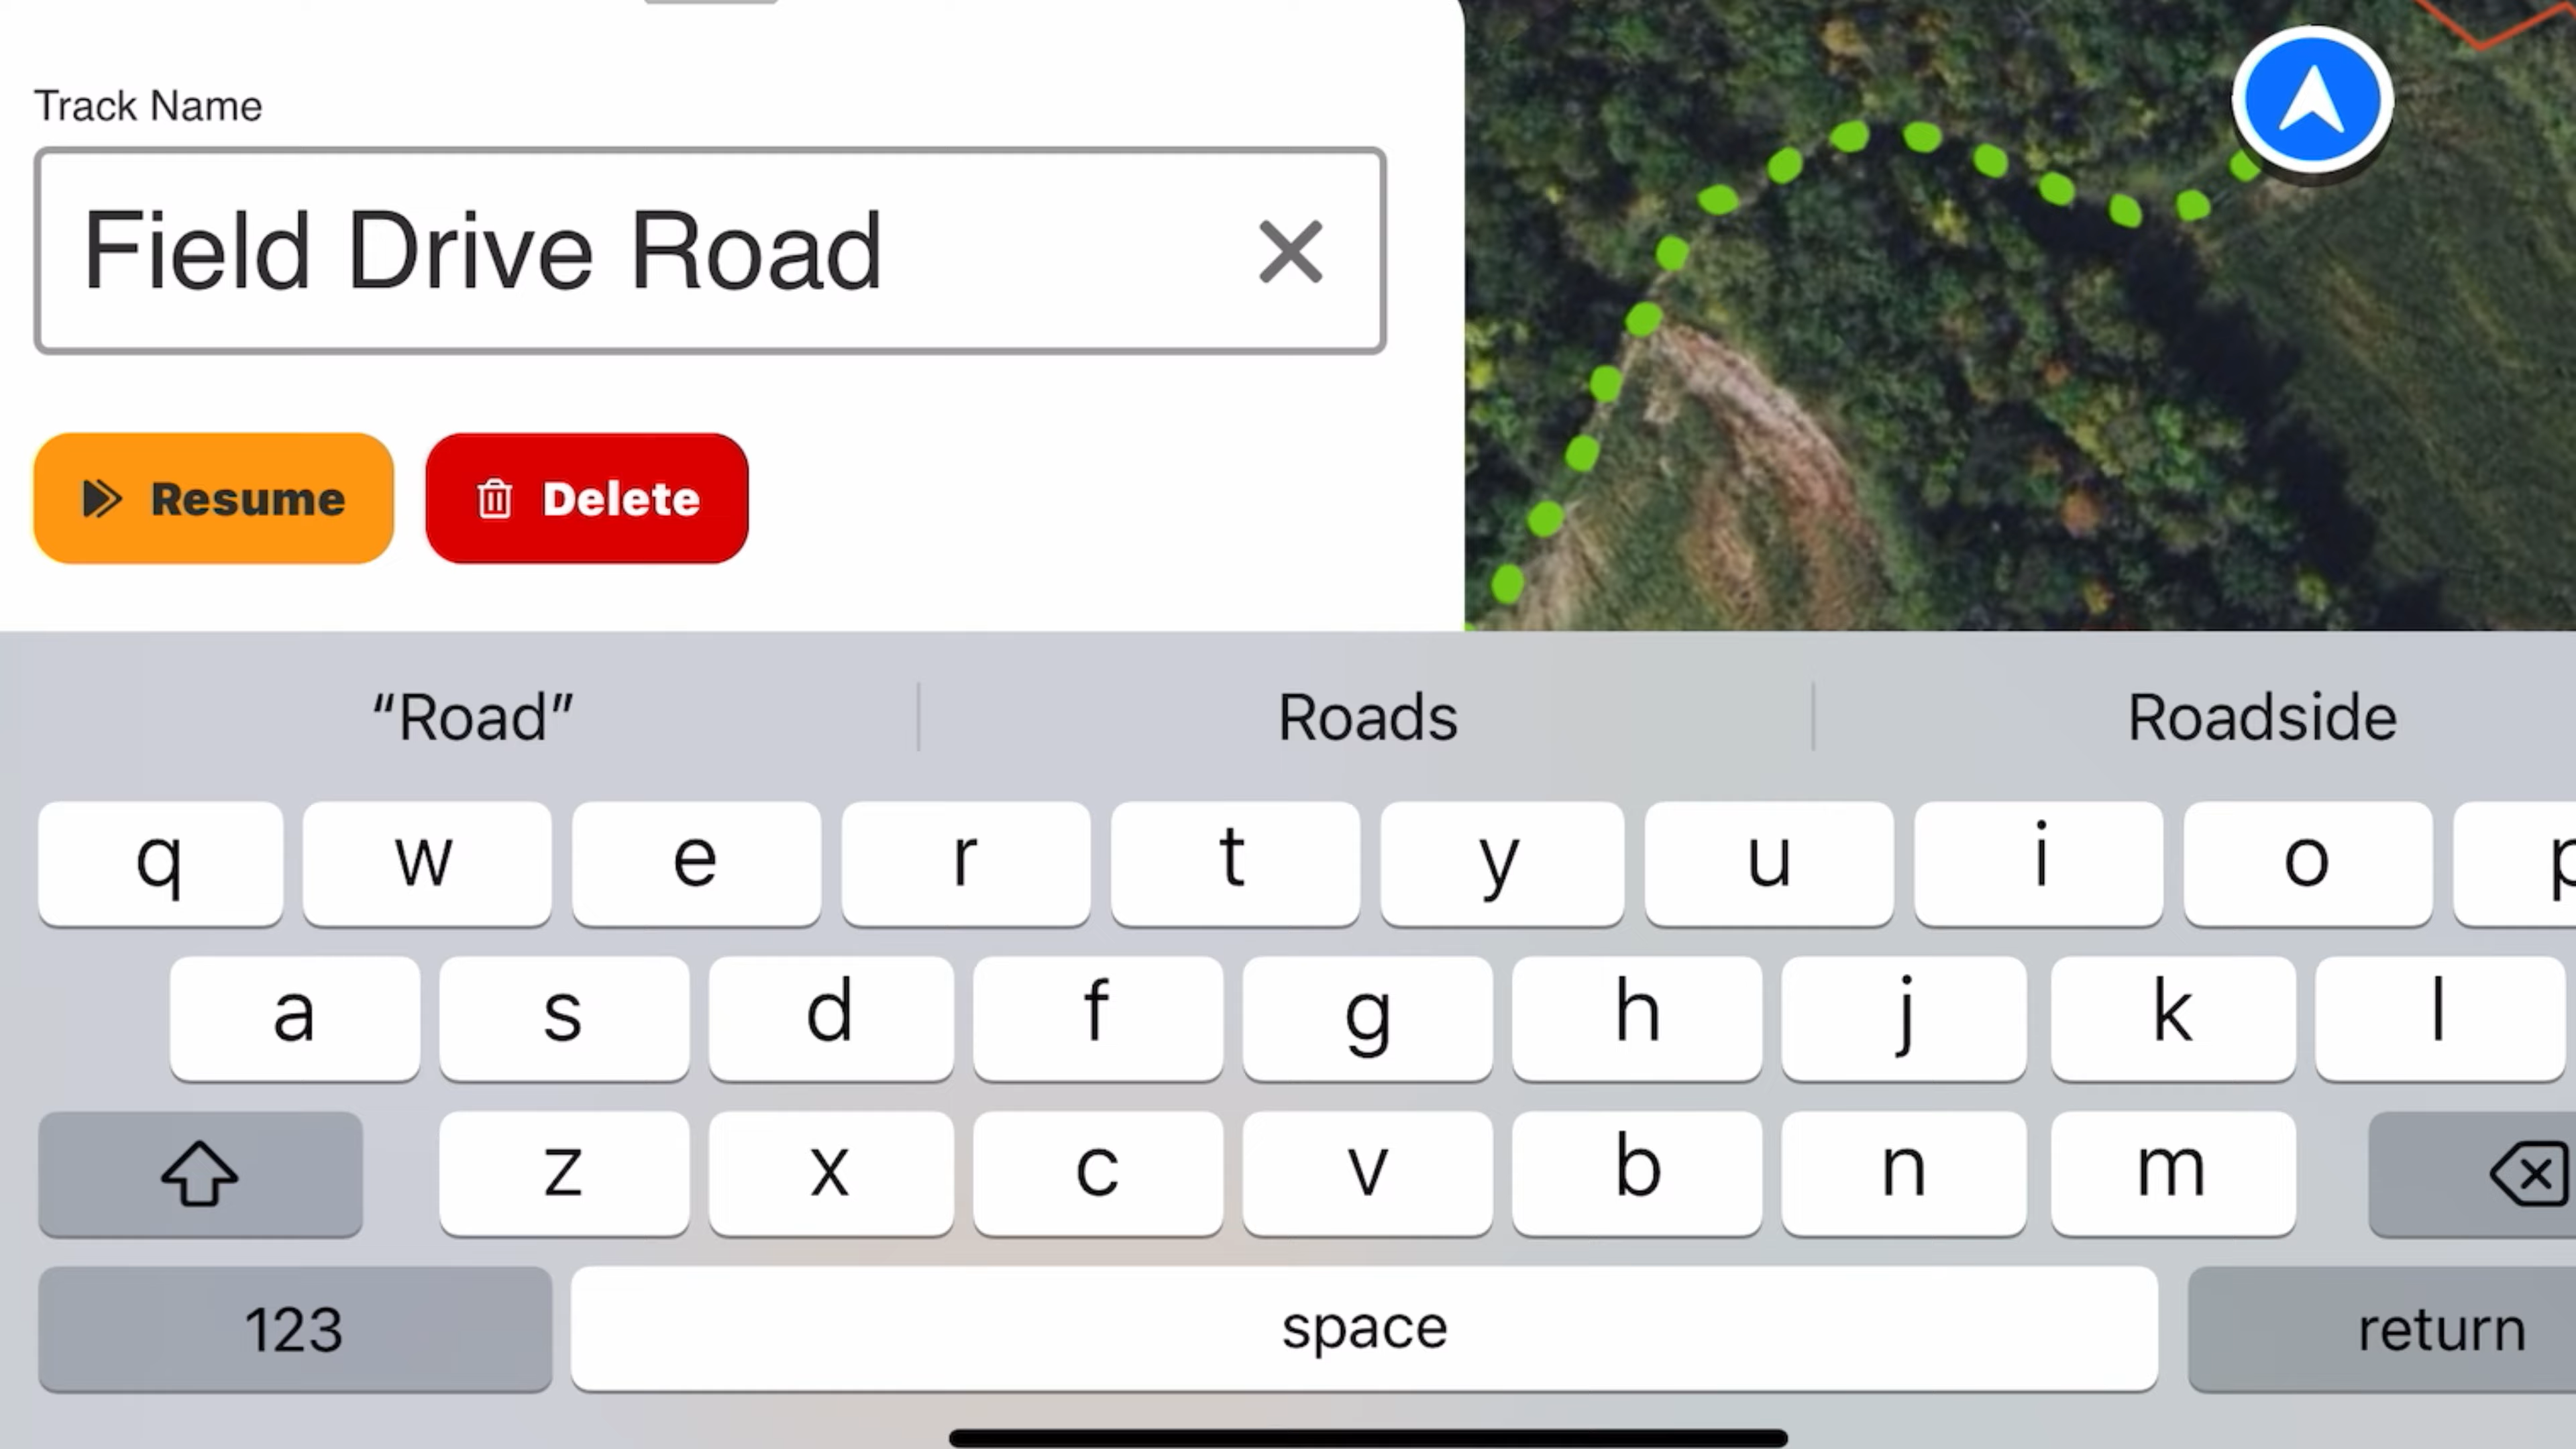 Track Name
Field Drive Road
Resume Delete
“Road” Roads Roadside
q w e r t y u i o p
a s d f g h j k l
z x c v b n m
123 space return